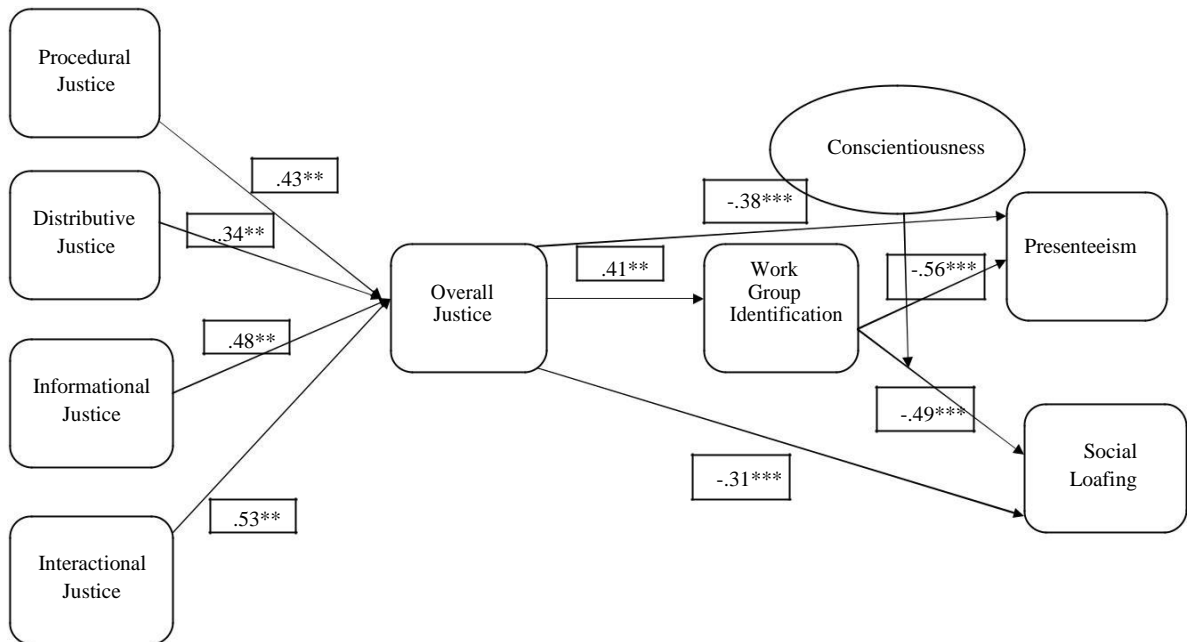 Procedural
Justice
Conscientiousness
.43**
Distributive
Justice
..34**
-.38***
Presenteeism
.41**
Work
Group
Identification
-.56***
Overall
Justice
.48**
Informational
Justice
-.49***
Social
Loafing
-.31***
.53**
Interactional
Justice